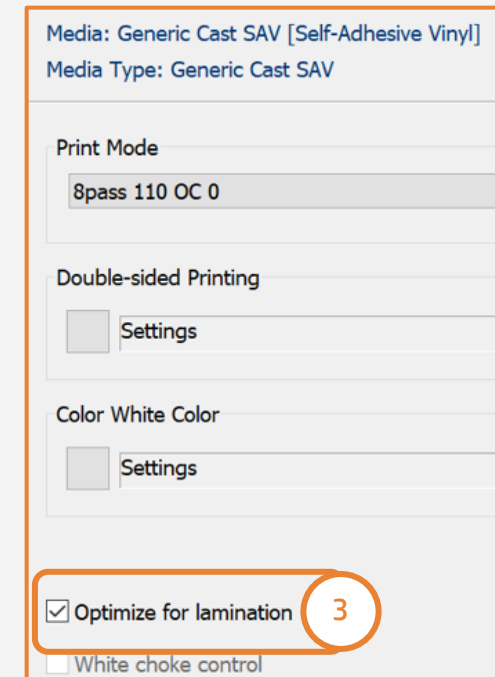 Media: Generic Cast SAV [Self-Adhesive Vinyl]
Media Type: Generic Cast SAV
Print Mode
8pass 110 OC 0
Double-sided Printing
Settings
Color White Color
Settings
Optimize for lamination 3
White choke control